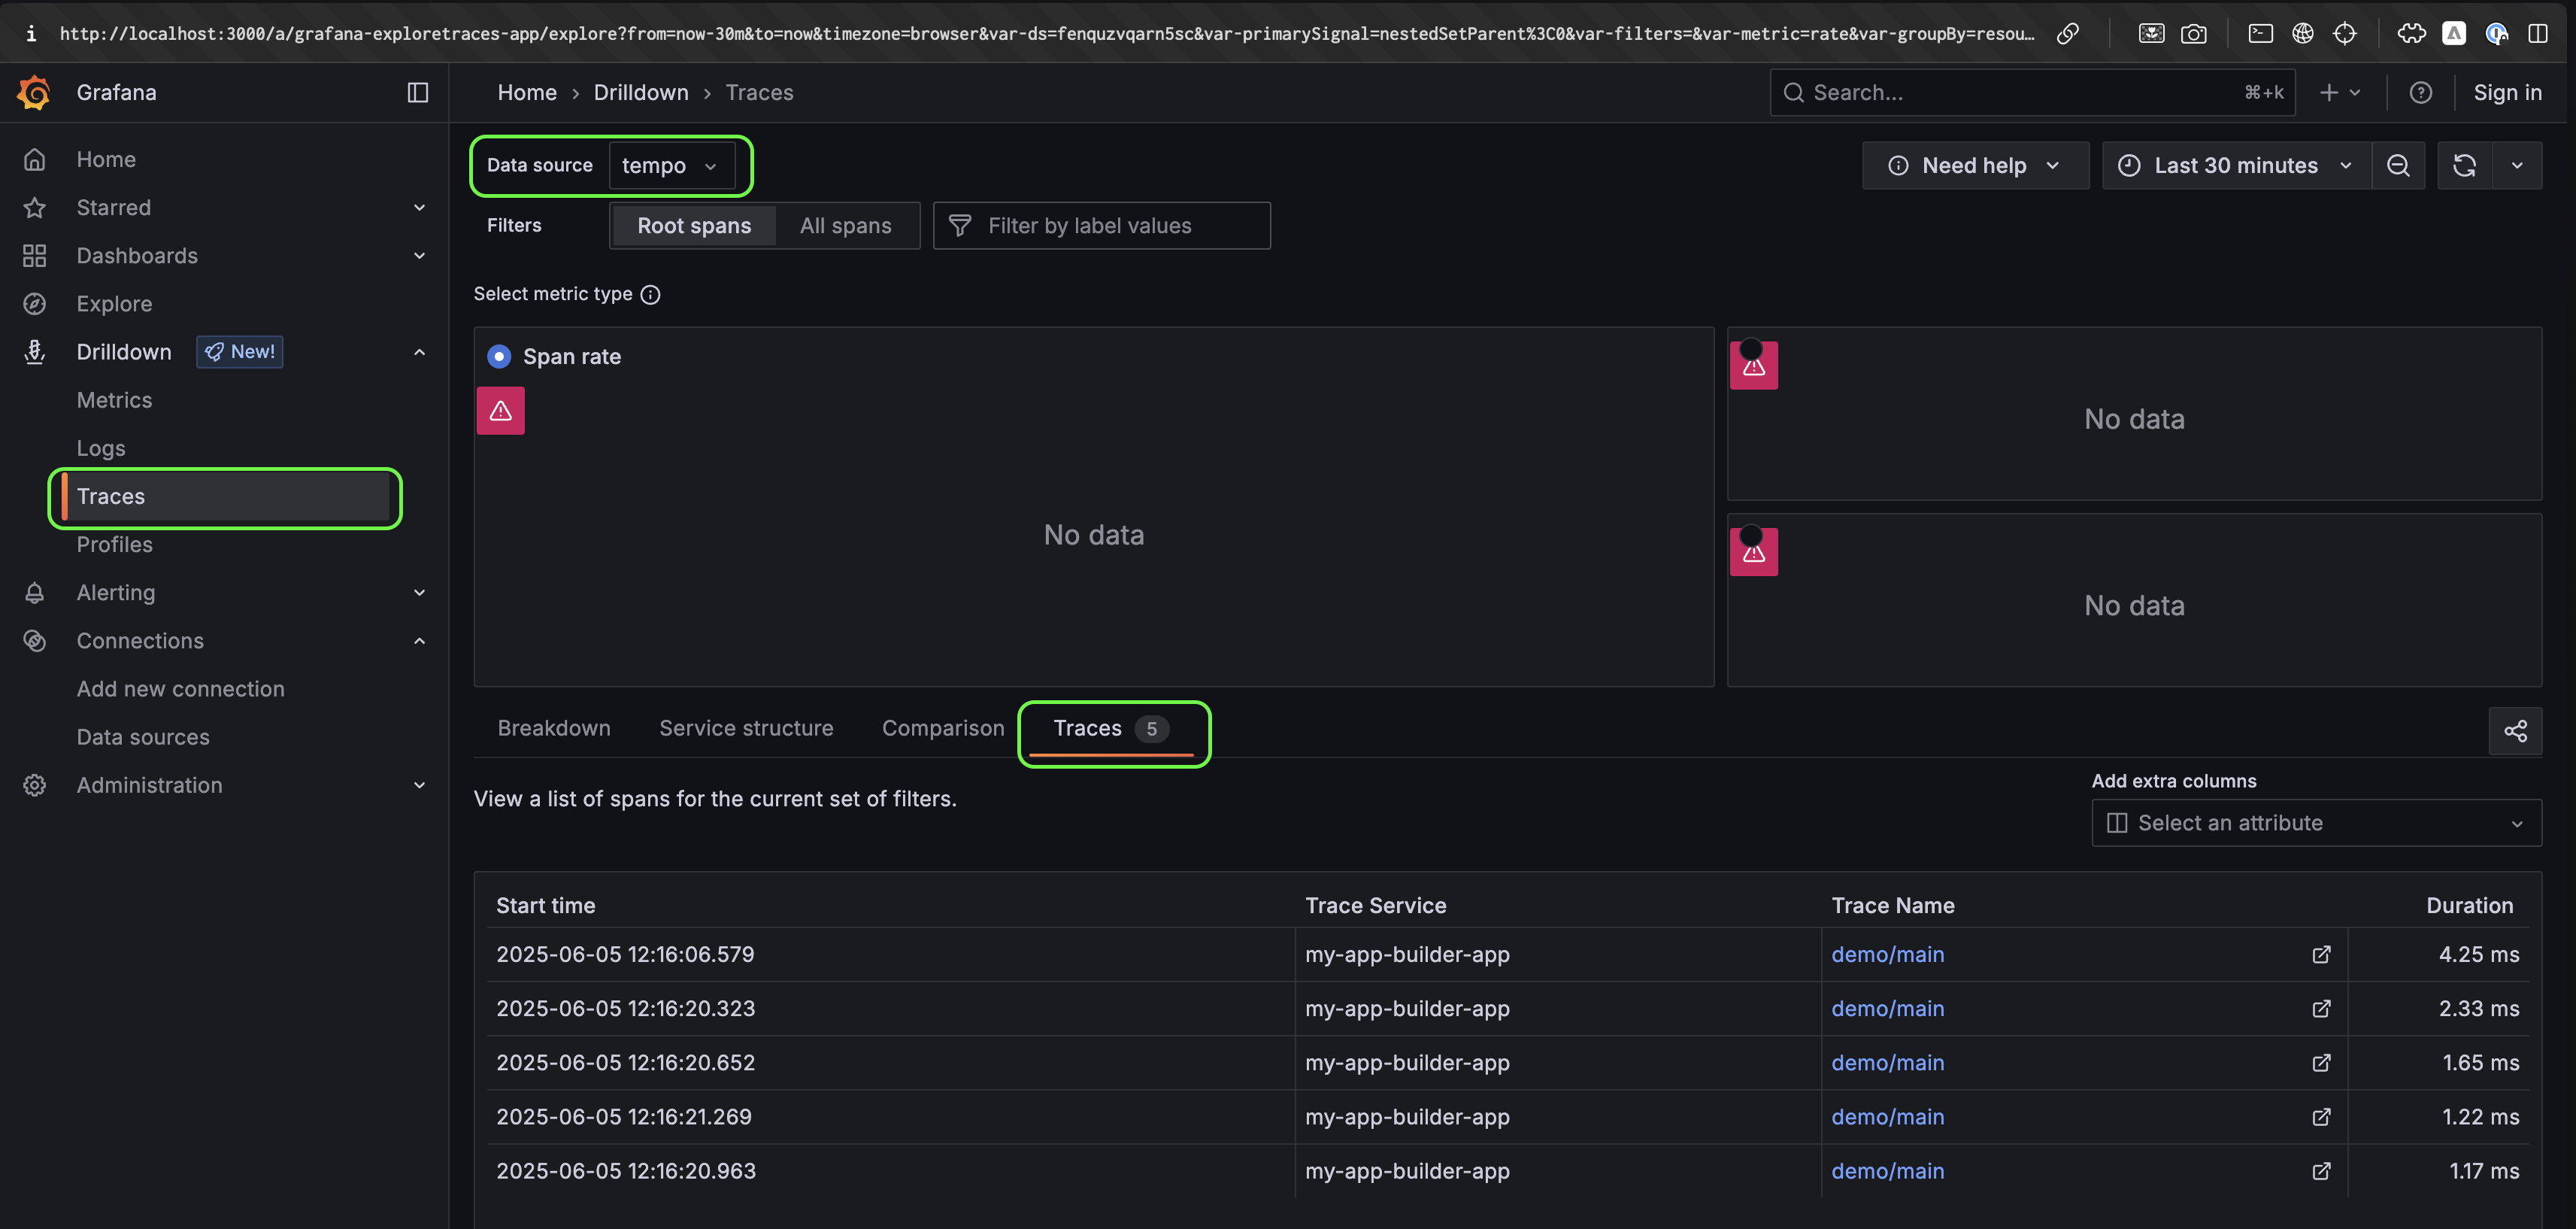 http://localhost:3000/a/grafana-exploretraces-app/explore?from=now-30m&to=now&timezone=browser&var-ds=fenquzvqarn5sc&var-primarySignal=nestedSetParent%3C0&var-filters=&var-metric=rate&var-groupBy=resou…
Grafana
Home › Drilldown › Traces
Search...
⌘+k
Sign in
Home
Starred
Dashboards
Explore
Drilldown
New!
Metrics
Logs
Traces
Profiles
Alerting
Connections
Add new connection
Data sources
Administration
Data source
tempo
Need help
Last 30 minutes
Filters
Root spans
All spans
Filter by label values
Select metric type
Span rate
No data
No data
No data
Breakdown
Service structure
Comparison
Traces 5
View a list of spans for the current set of filters.
Add extra columns
Select an attribute
Start time Trace Service Trace Name Duration
2025-06-05 12:16:06.579 my-app-builder-app demo/main 4.25 ms
2025-06-05 12:16:20.323 my-app-builder-app demo/main 2.33 ms
2025-06-05 12:16:20.652 my-app-builder-app demo/main 1.65 ms
2025-06-05 12:16:21.269 my-app-builder-app demo/main 1.22 ms
2025-06-05 12:16:20.963 my-app-builder-app demo/main 1.17 ms